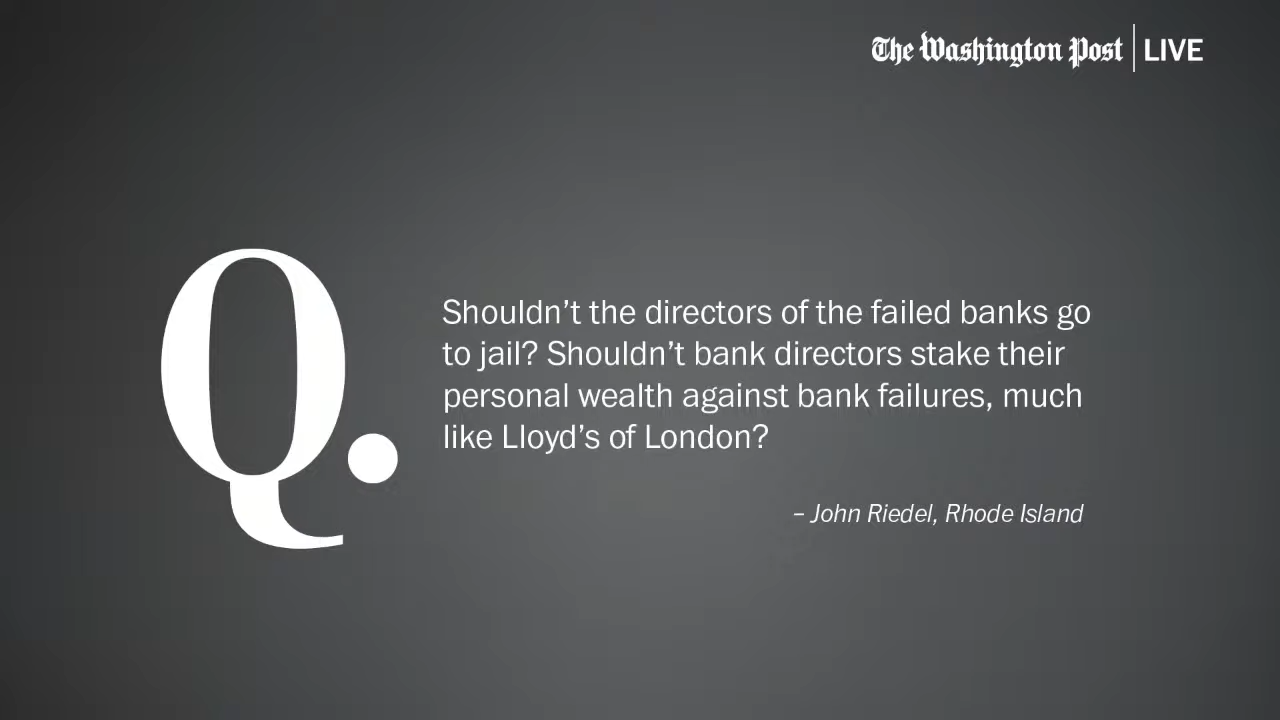 The Washington Post LIVE
Q.
Shouldn’t the directors of the failed banks go
to jail? Shouldn’t bank directors stake their
personal wealth against bank failures, much
like Lloyd’s of London?
– John Riedel, Rhode Island